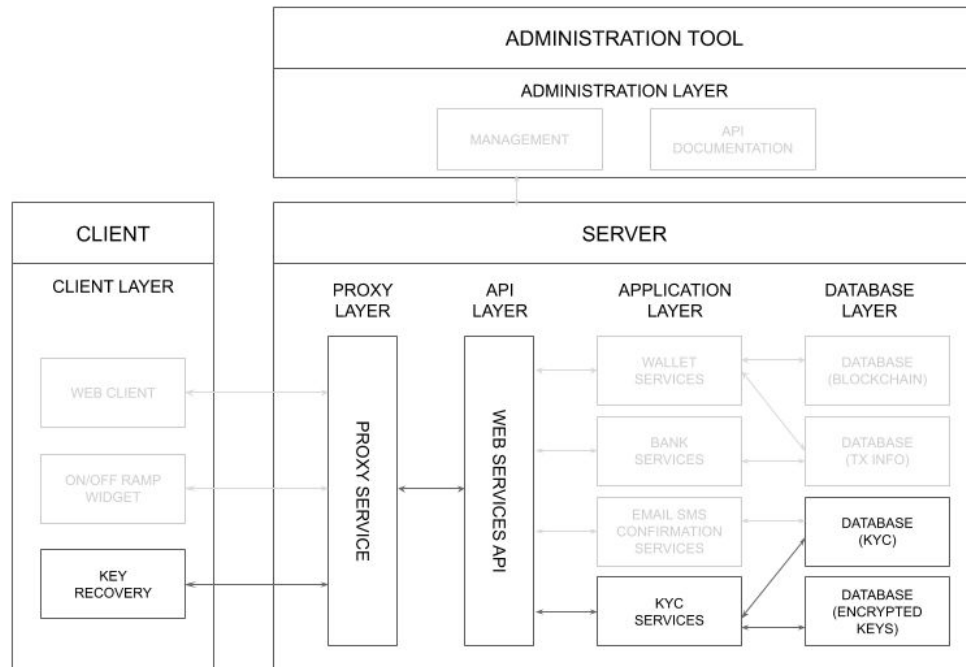 ADMINISTRATION TOOL
ADMINISTRATION LAYER
MANAGEMENT
API
DOCUMENTATION
CLIENT
CLIENT LAYER
WEB CLIENT
ON/OFF RAMP
WIDGET
KEY
RECOVERY
SERVER
PROXY
LAYER
PROXY SERVICE
API
LAYER
WEB SERVICES API
APPLICATION
LAYER
WALLET
SERVICES
BANK
SERVICES
EMAIL SMS
CONFIRMATION
SERVICES
KYC
SERVICES
DATABASE
LAYER
DATABASE
(BLOCKCHAIN)
DATABASE
(TX INFO)
DATABASE
(KYC)
DATABASE
(ENCRYPTED
KEYS)